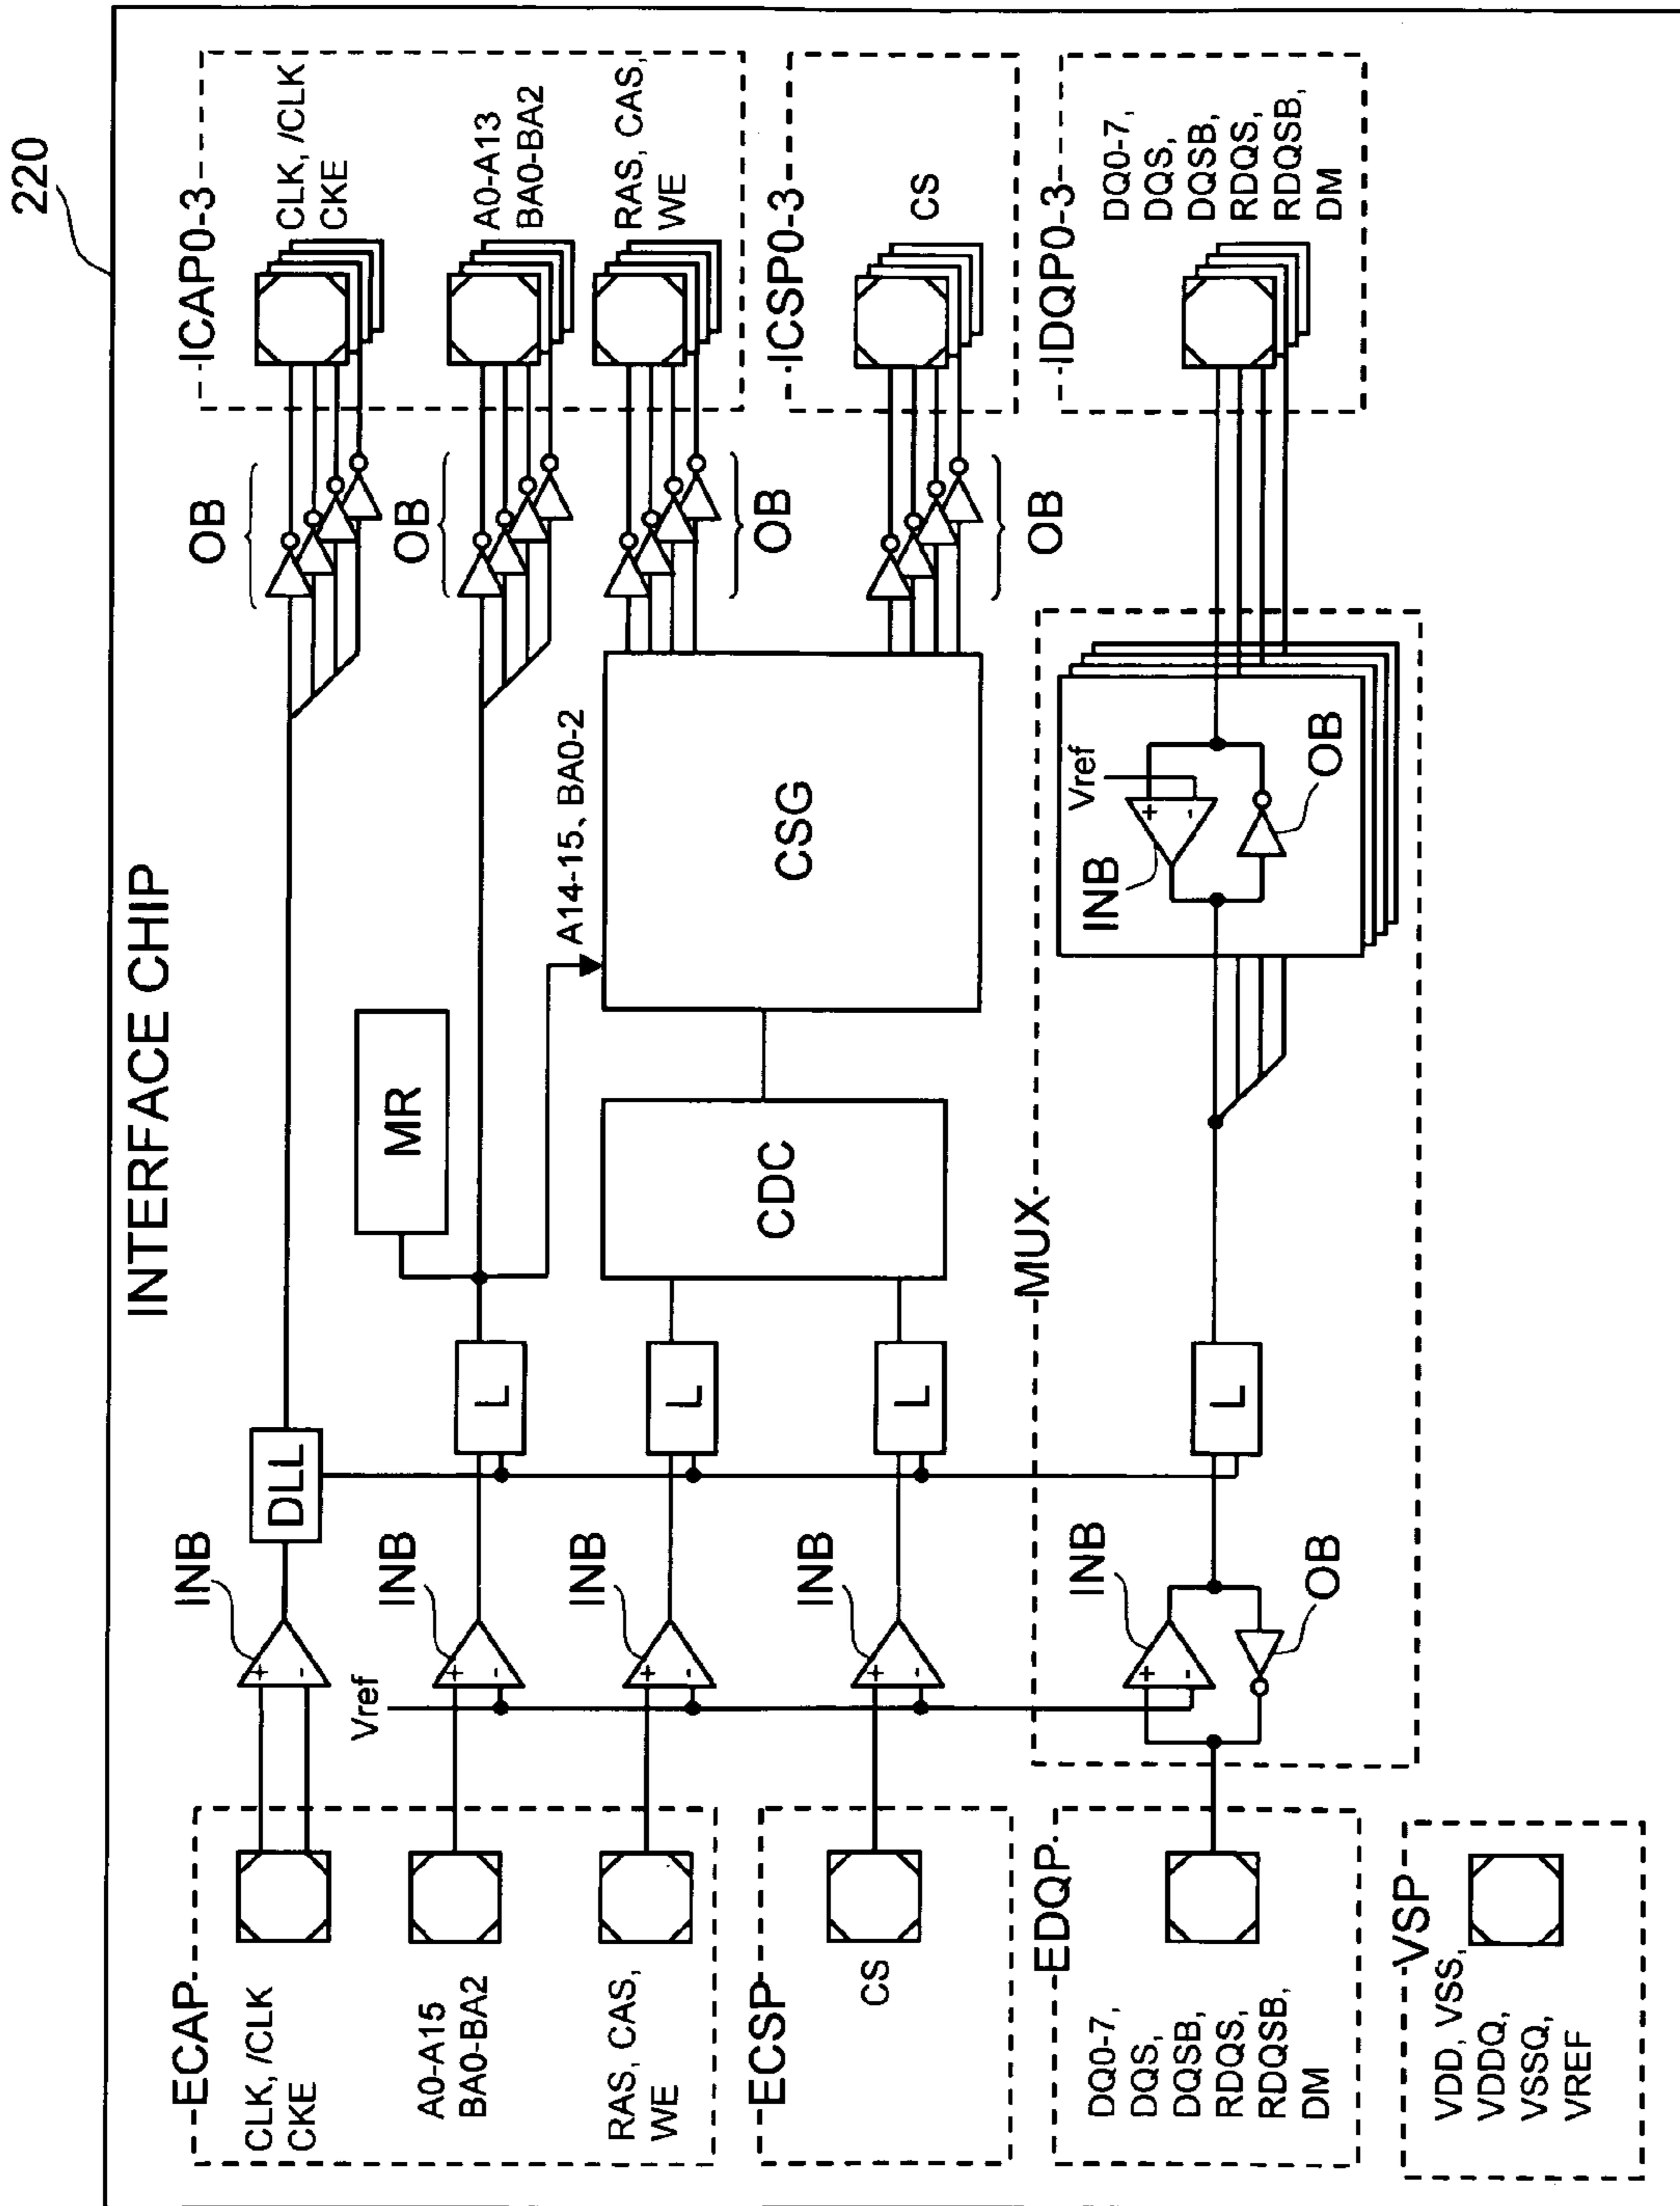 220
INTERFACE CHIP
ECAP
CLK, /CLK
CKE
A0-A15
BA0-BA2
RAS, CAS,
WE
ECSP
CS
EDQP
DQ0-7,
DQS,
DQSB,
RDQS,
RDQSB,
DM
VSP
VDD, VSS,
VDDQ,
VSSQ,
VREF
INB
+
-
Vref
INB
+
-
INB
+
-
INB
+
-
INB
+
-
OB
DLL
L
L
L
L
MR
CDC
MUX
A14-15、BA0-2
CSG
INB
Vref
+
-
OB
OB
OB
OB
OB
ICAP0-3
CLK, /CLK
CKE
A0-A13
BA0-BA2
RAS, CAS,
WE
ICSP0-3
CS
IDQP0-3
DQ0-7,
DQS,
DQSB,
RDQS,
RDQSB,
DM